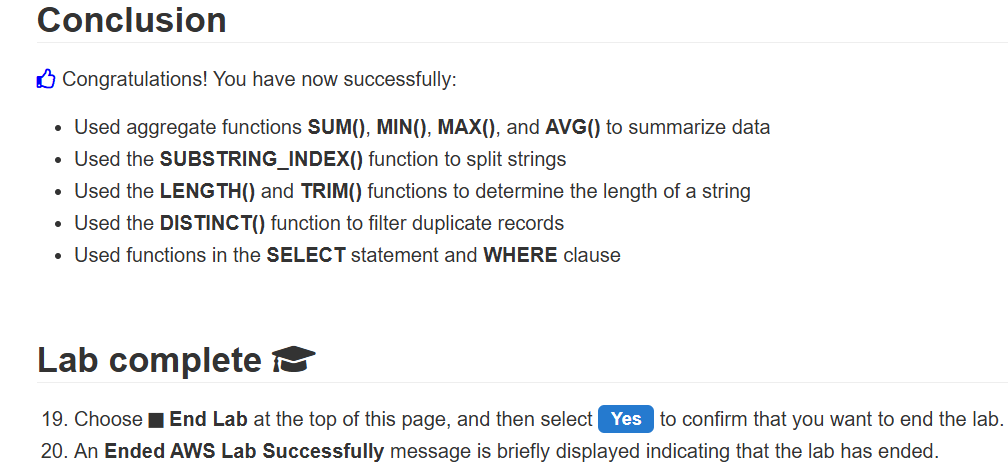 Conclusion
Congratulations! You have now successfully:
• Used aggregate functions SUM(), MIN(), MAX(), and AVG() to summarize data
• Used the SUBSTRING_INDEX() function to split strings
• Used the LENGTH() and TRIM() functions to determine the length of a string
• Used the DISTINCT() function to filter duplicate records
• Used functions in the SELECT statement and WHERE clause
Lab complete
19. Choose ■ End Lab at the top of this page, and then select Yes to confirm that you want to end the lab.
20. An Ended AWS Lab Successfully message is briefly displayed indicating that the lab has ended.